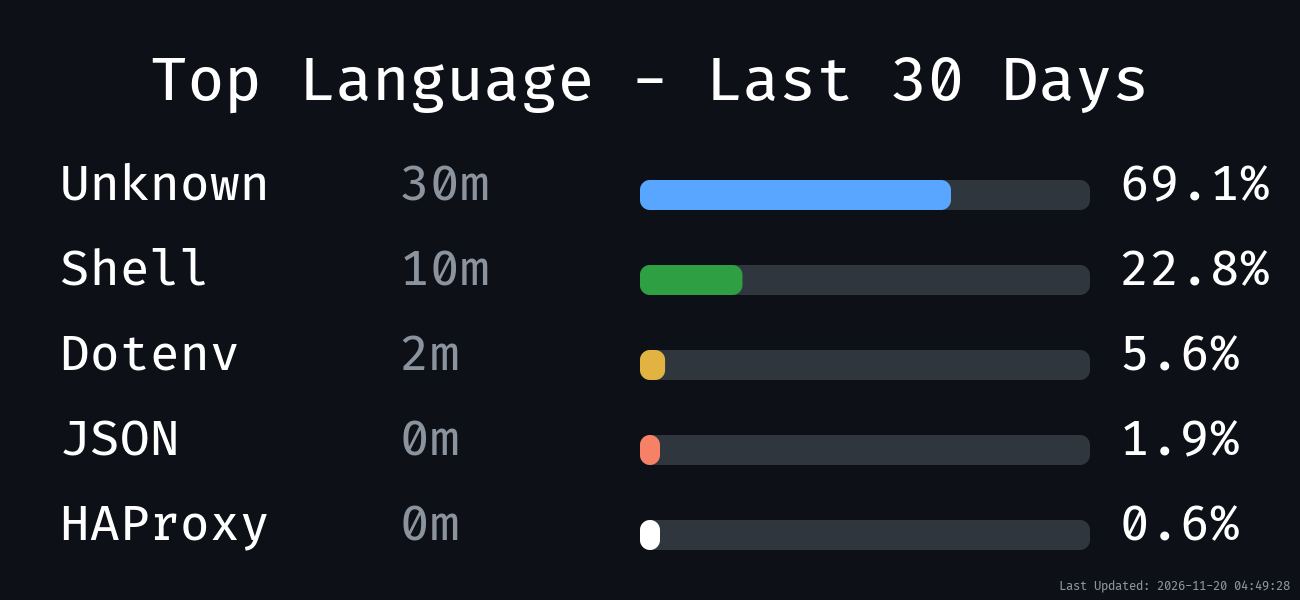 Top Language - Last 30 Days
Unknown 30m 69.1%
Shell 10m 22.8%
Dotenv 2m 5.6%
JSON 0m 1.9%
HAProxy 0m 0.6%
Last Updated: 2026-11-20 04:49:28